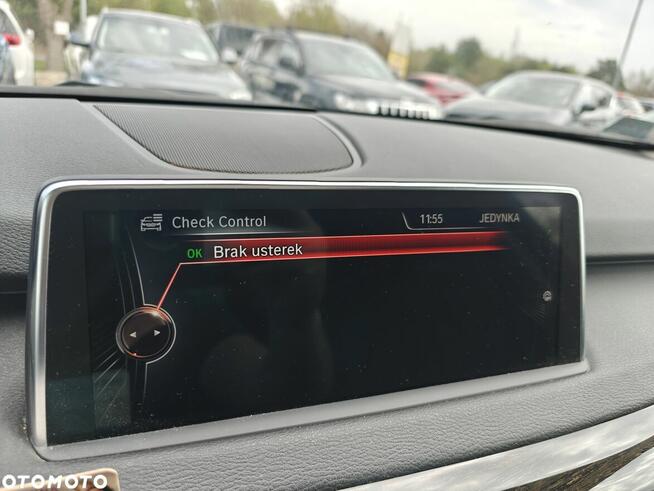 Check Control
11:55
JEDYNKA
OK Brak usterek
OTOMOTO